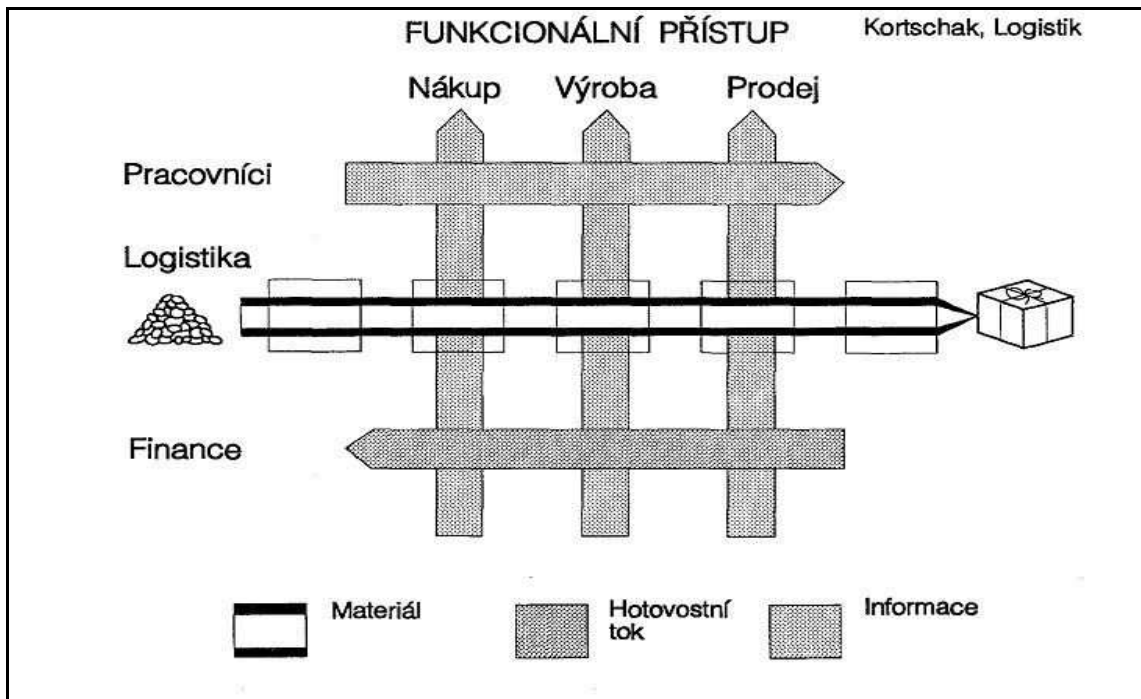 FUNKCIONÁLNÍ PŘÍSTUP
Kortschak, Logistik
Nákup Výroba Prodej
Pracovníci
Logistika
Finance
Materiál
Hotovostní
tok
Informace